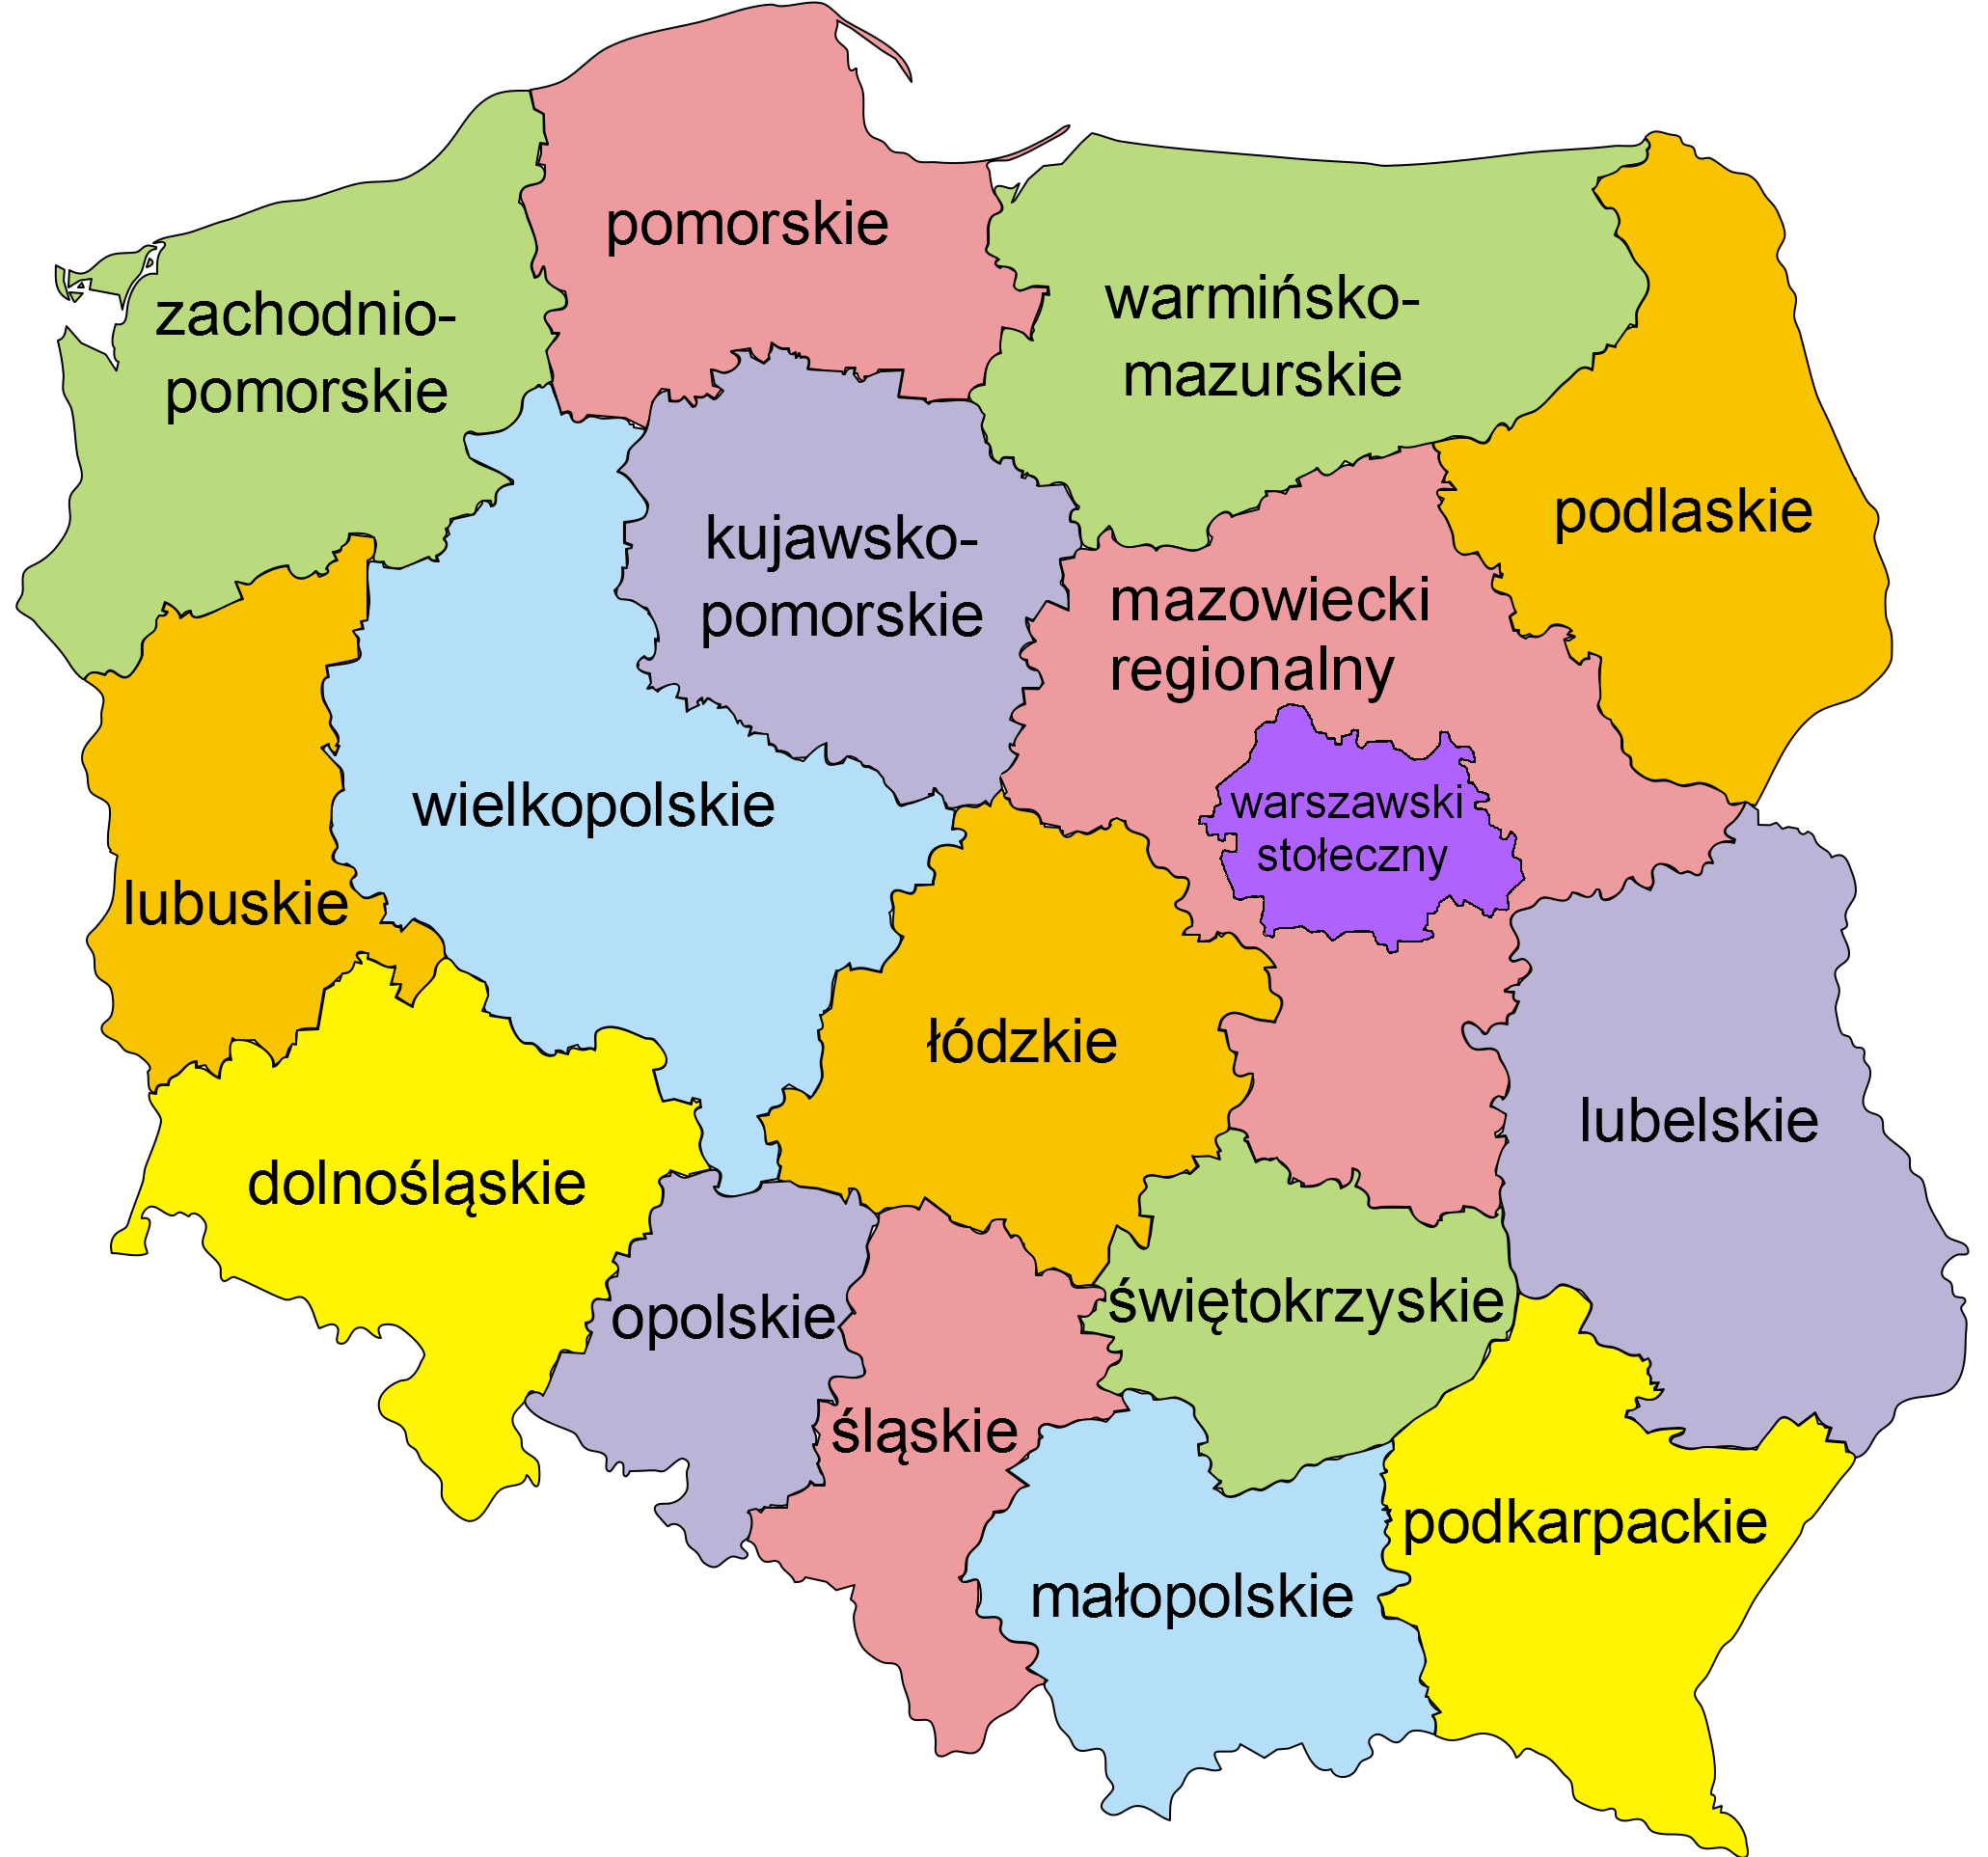 pomorskie
zachodnio-
pomorskie
warmińsko-
mazurskie
podlaskie
kujawsko-
pomorskie
mazowiecki
regionalny
wielkopolskie
warszawski
stołeczny
lubuskie
łódzkie
lubelskie
dolnośląskie
opolskie
świętokrzyskie
śląskie
podkarpackie
małopolskie